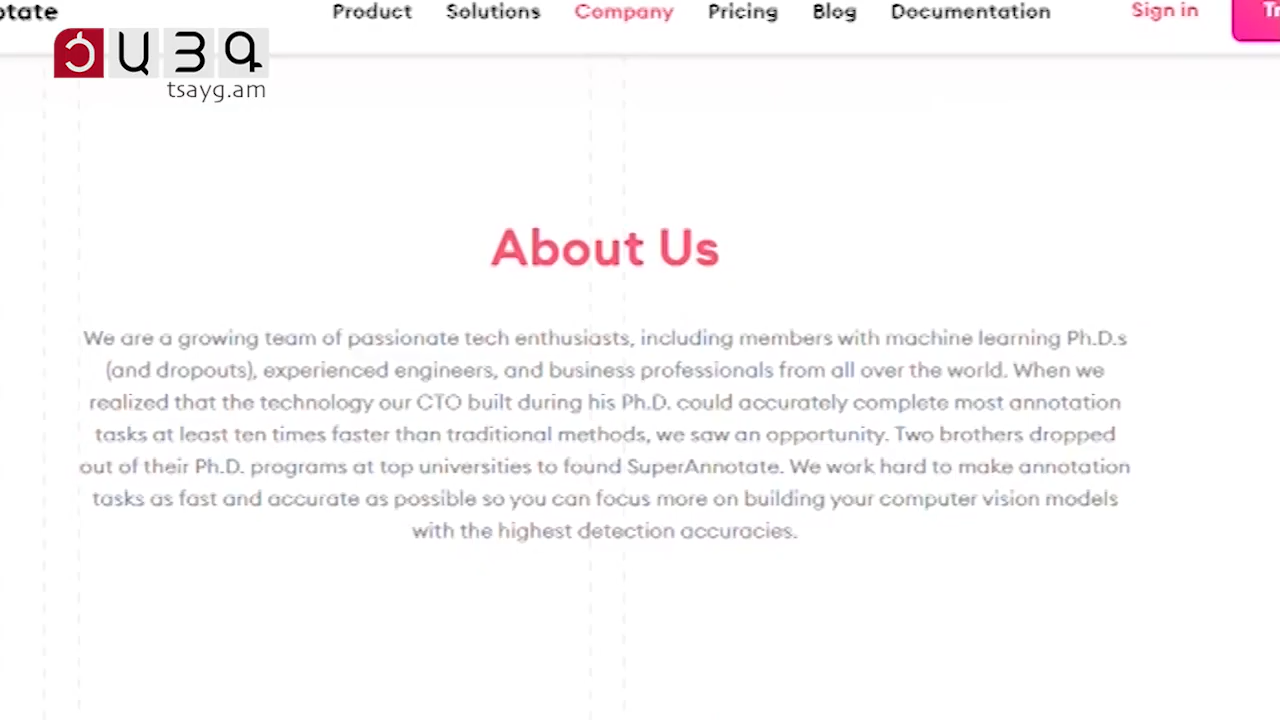 otate Product Solutions Company Pricing Blog Documentation Sign in Tr
ՅԱՅԳ
tsayg.am
About Us
We are a growing team of passionate tech enthusiasts, including members with machine learning Ph.D.s
(and dropouts), experienced engineers, and business professionals from all over the world. When we
realized that the technology our CTO built during his Ph.D. could accurately complete most annotation
tasks at least ten times faster than traditional methods, we saw an opportunity. Two brothers dropped
out of their Ph.D. programs at top universities to found SuperAnnotate. We work hard to make annotation
tasks as fast and accurate as possible so you can focus more on building your computer vision models
with the highest detection accuracies.